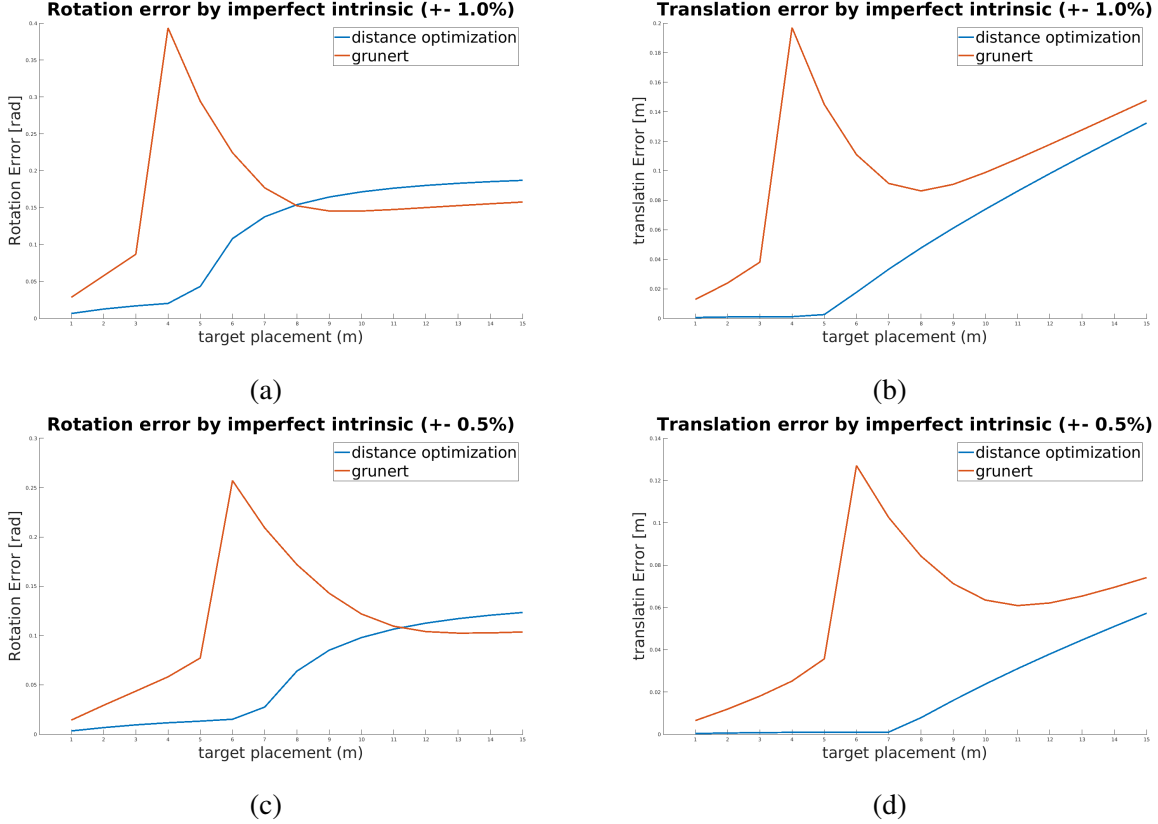 Rotation error by imperfect intrinsic (+- 1.0%)
0.4
0.35
0.3
0.25
0.2
0.15
0.1
0.05
0
Rotation Error [rad]
distance optimization
grunert
1 2 3 4 5 6 7 8 9 10 11 12 13 14 15
target placement (m)
(a)
Translation error by imperfect intrinsic (+- 1.0%)
0.2
0.18
0.16
0.14
0.12
0.1
0.08
0.06
0.04
0.02
0
translatin Error [m]
distance optimization
grunert
1 2 3 4 5 6 7 8 9 10 11 12 13 14 15
target placement (m)
(b)
Rotation error by imperfect intrinsic (+- 0.5%)
0.3
0.25
0.2
0.15
0.1
0.05
0
Rotation Error [rad]
distance optimization
grunert
1 2 3 4 5 6 7 8 9 10 11 12 13 14 15
target placement (m)
(c)
Translation error by imperfect intrinsic (+- 0.5%)
0.14
0.12
0.1
0.08
0.06
0.04
0.02
0
translatin Error [m]
distance optimization
grunert
1 2 3 4 5 6 7 8 9 10 11 12 13 14 15
target placement (m)
(d)